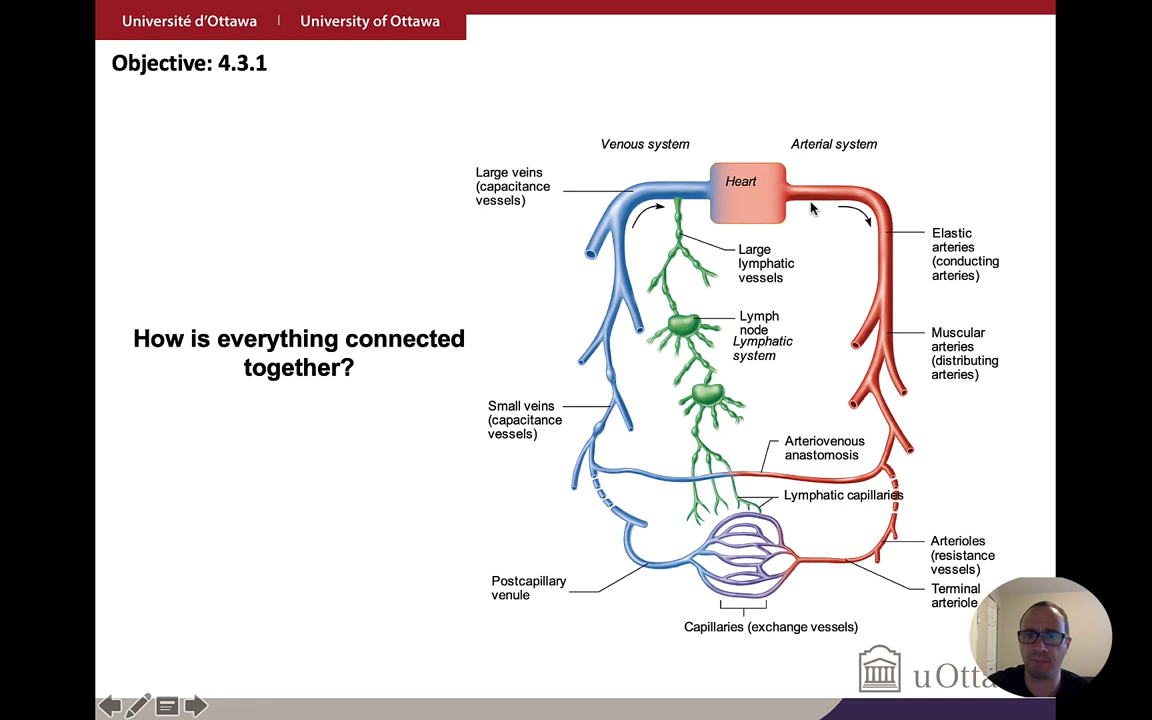 Université d'Ottawa | University of Ottawa
Objective: 4.3.1
Venous system
Arterial system
Large veins
(capacitance
vessels)
Heart
Elastic
arteries
(conducting
arteries)
Large
lymphatic
vessels
Lymph
node
Lymphatic
system
Muscular
arteries
(distributing
arteries)
How is everything connected
together?
Small veins
(capacitance
vessels)
Arteriovenous
anastomosis
Lymphatic capillaries
Arterioles
(resistance
vessels)
Postcapillary
venule
Terminal
arteriole
Capillaries (exchange vessels)
uOtta